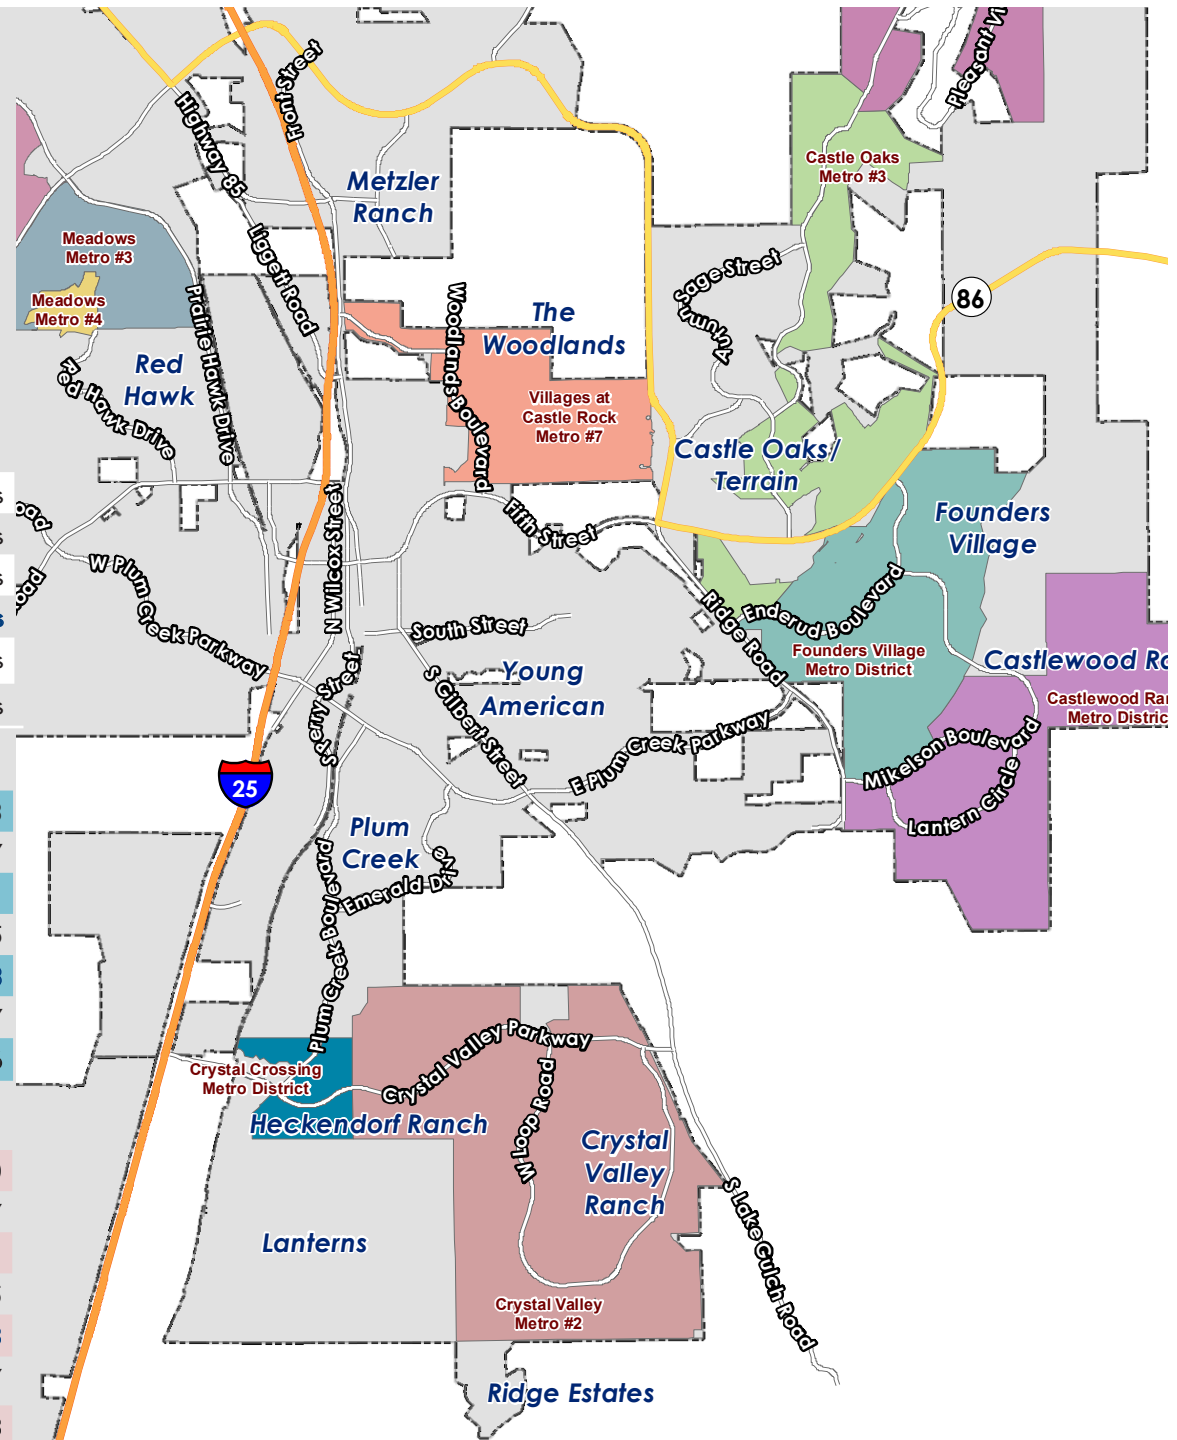 Pleasant Vi
Front Street
Highway 85
Castle Oaks
Metro #3
Metzler
Ranch
Meadows
Metro #3
Liggett Road
Sage Street
Autumn
86
Meadows
Metro #4
Prairie Hawk Drive
Woodlands Boulevard
The
Woodlands
Red
Hawk
Red Hawk Drive
Villages at
Castle Rock
Metro #7
Castle Oaks/
Terrain
Founders
Village
N Wilcox Street
Fifth Street
oad
oad
W Plum
Creek Parkway
Ridge Road
Enderud Boulevard
South Street
Founders Village
Metro District
Young
American
Castlewood Ra
Castlewood Ran
Metro Distric
S Perry Street
S Gilbert Street
E Plum Creek Parkway
Mikelson Boulevard
Lantern Circle
25
Plum
Creek
Emerald Drive
Plum Creek Boulevard
Crystal Valley Parkway
Crystal Crossing
Metro District
W Loop Road
Heckendorf Ranch
Crystal
Valley
Ranch
S Lake Gulch Road
Lanterns
Crystal Valley
Metro #2
Ridge Estates